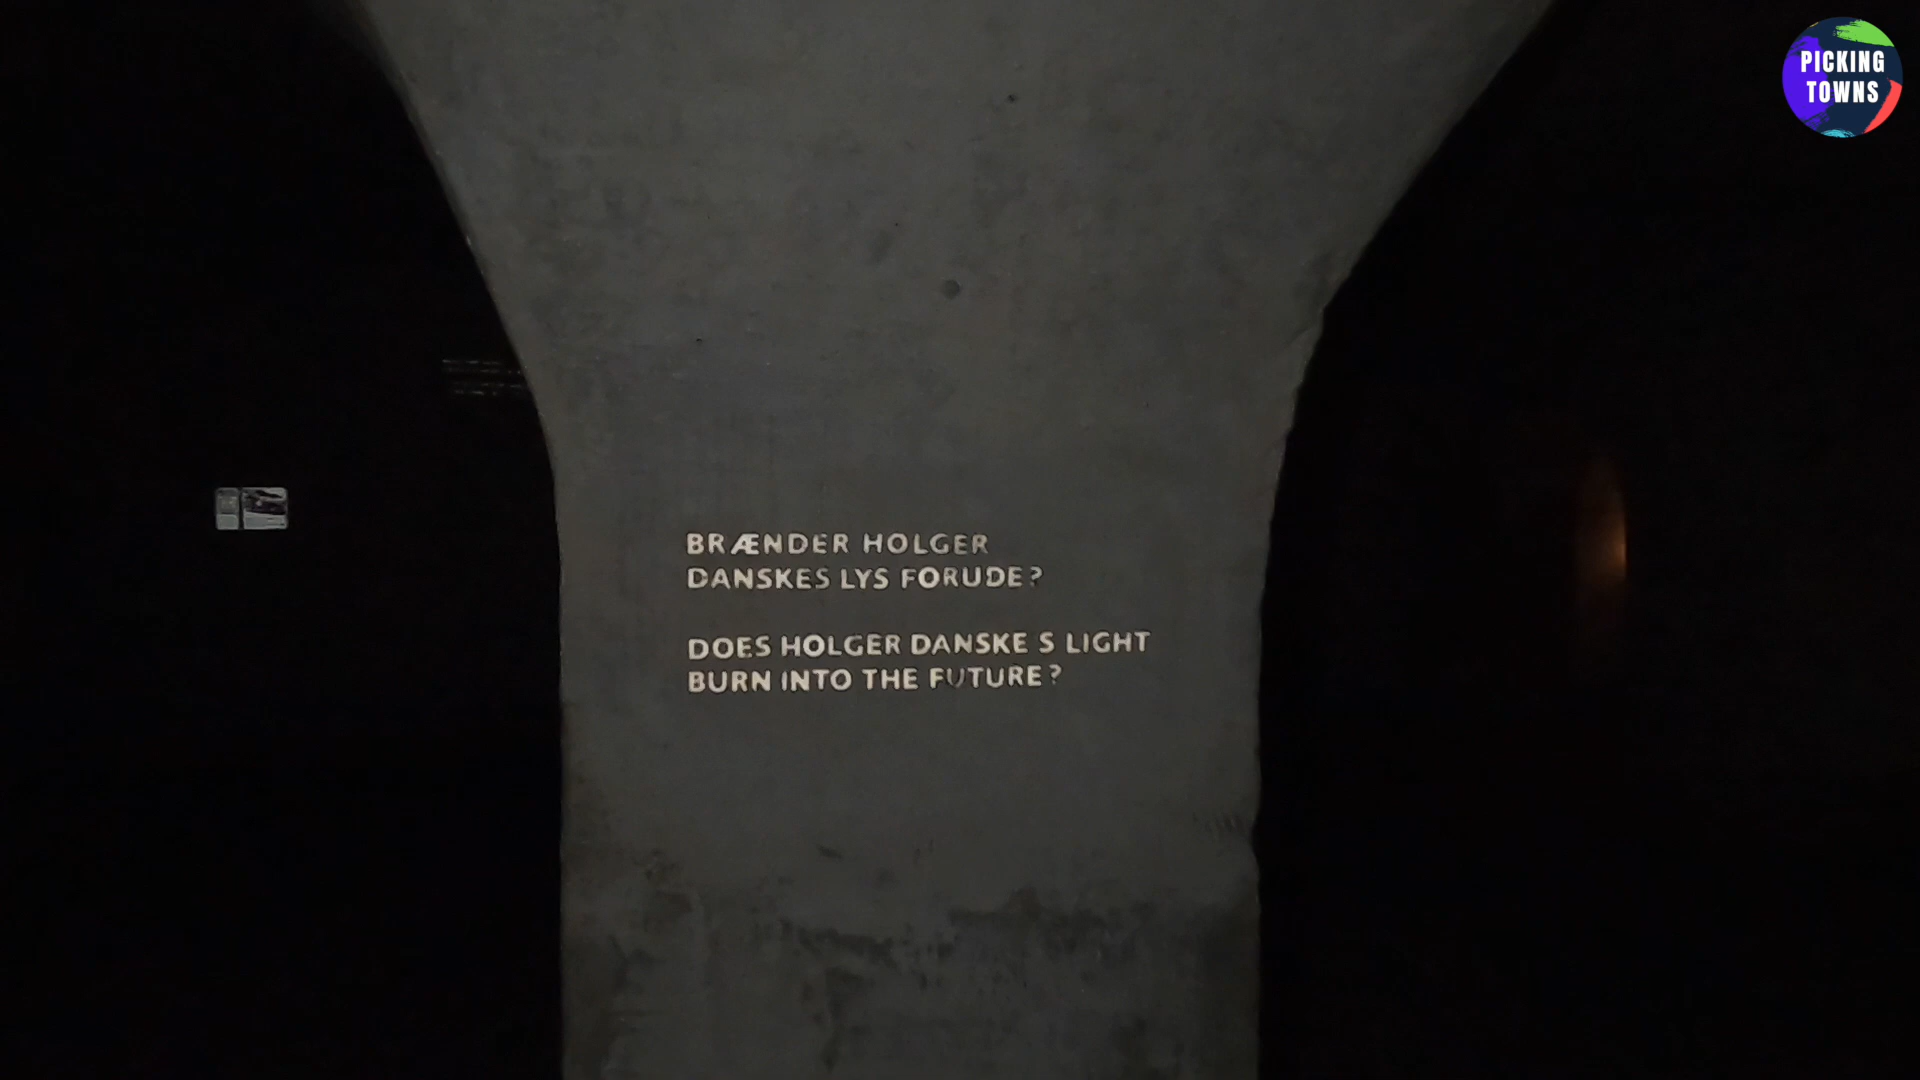 PICKING
TOWNS
BRÆNDER HOLGER
DANSKES LYS FORUDE?
DOES HOLGER DANSKE S LIGHT
BURN INTO THE FUTURE?